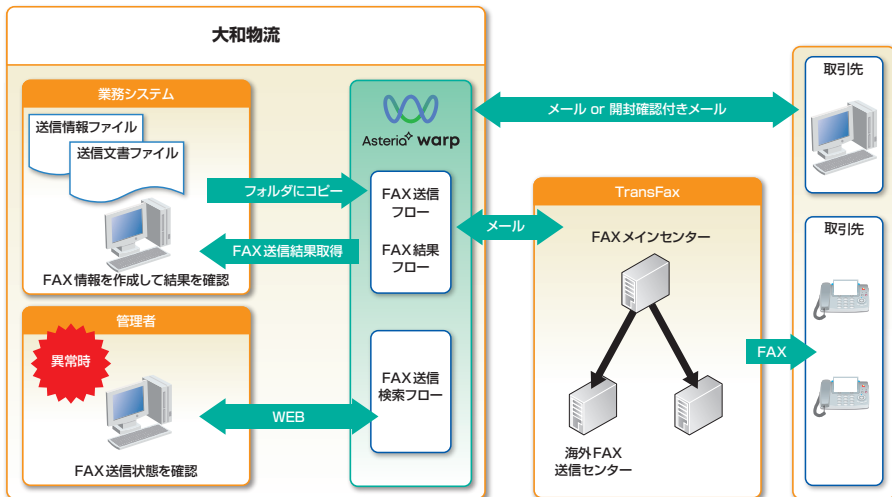 大和物流
業務システム
送信情報ファイル
送信文書ファイル
フォルダにコピー
FAX送信結果取得
FAX情報を作成して結果を確認
管理者
異常時
WEB
FAX送信状態を確認
Asteria warp
FAX送信
フロー
FAX結果
フロー
FAX送信
検索フロー
メール or 開封確認付きメール
メール
TransFax
FAXメインセンター
海外FAX
送信センター
FAX
取引先
取引先